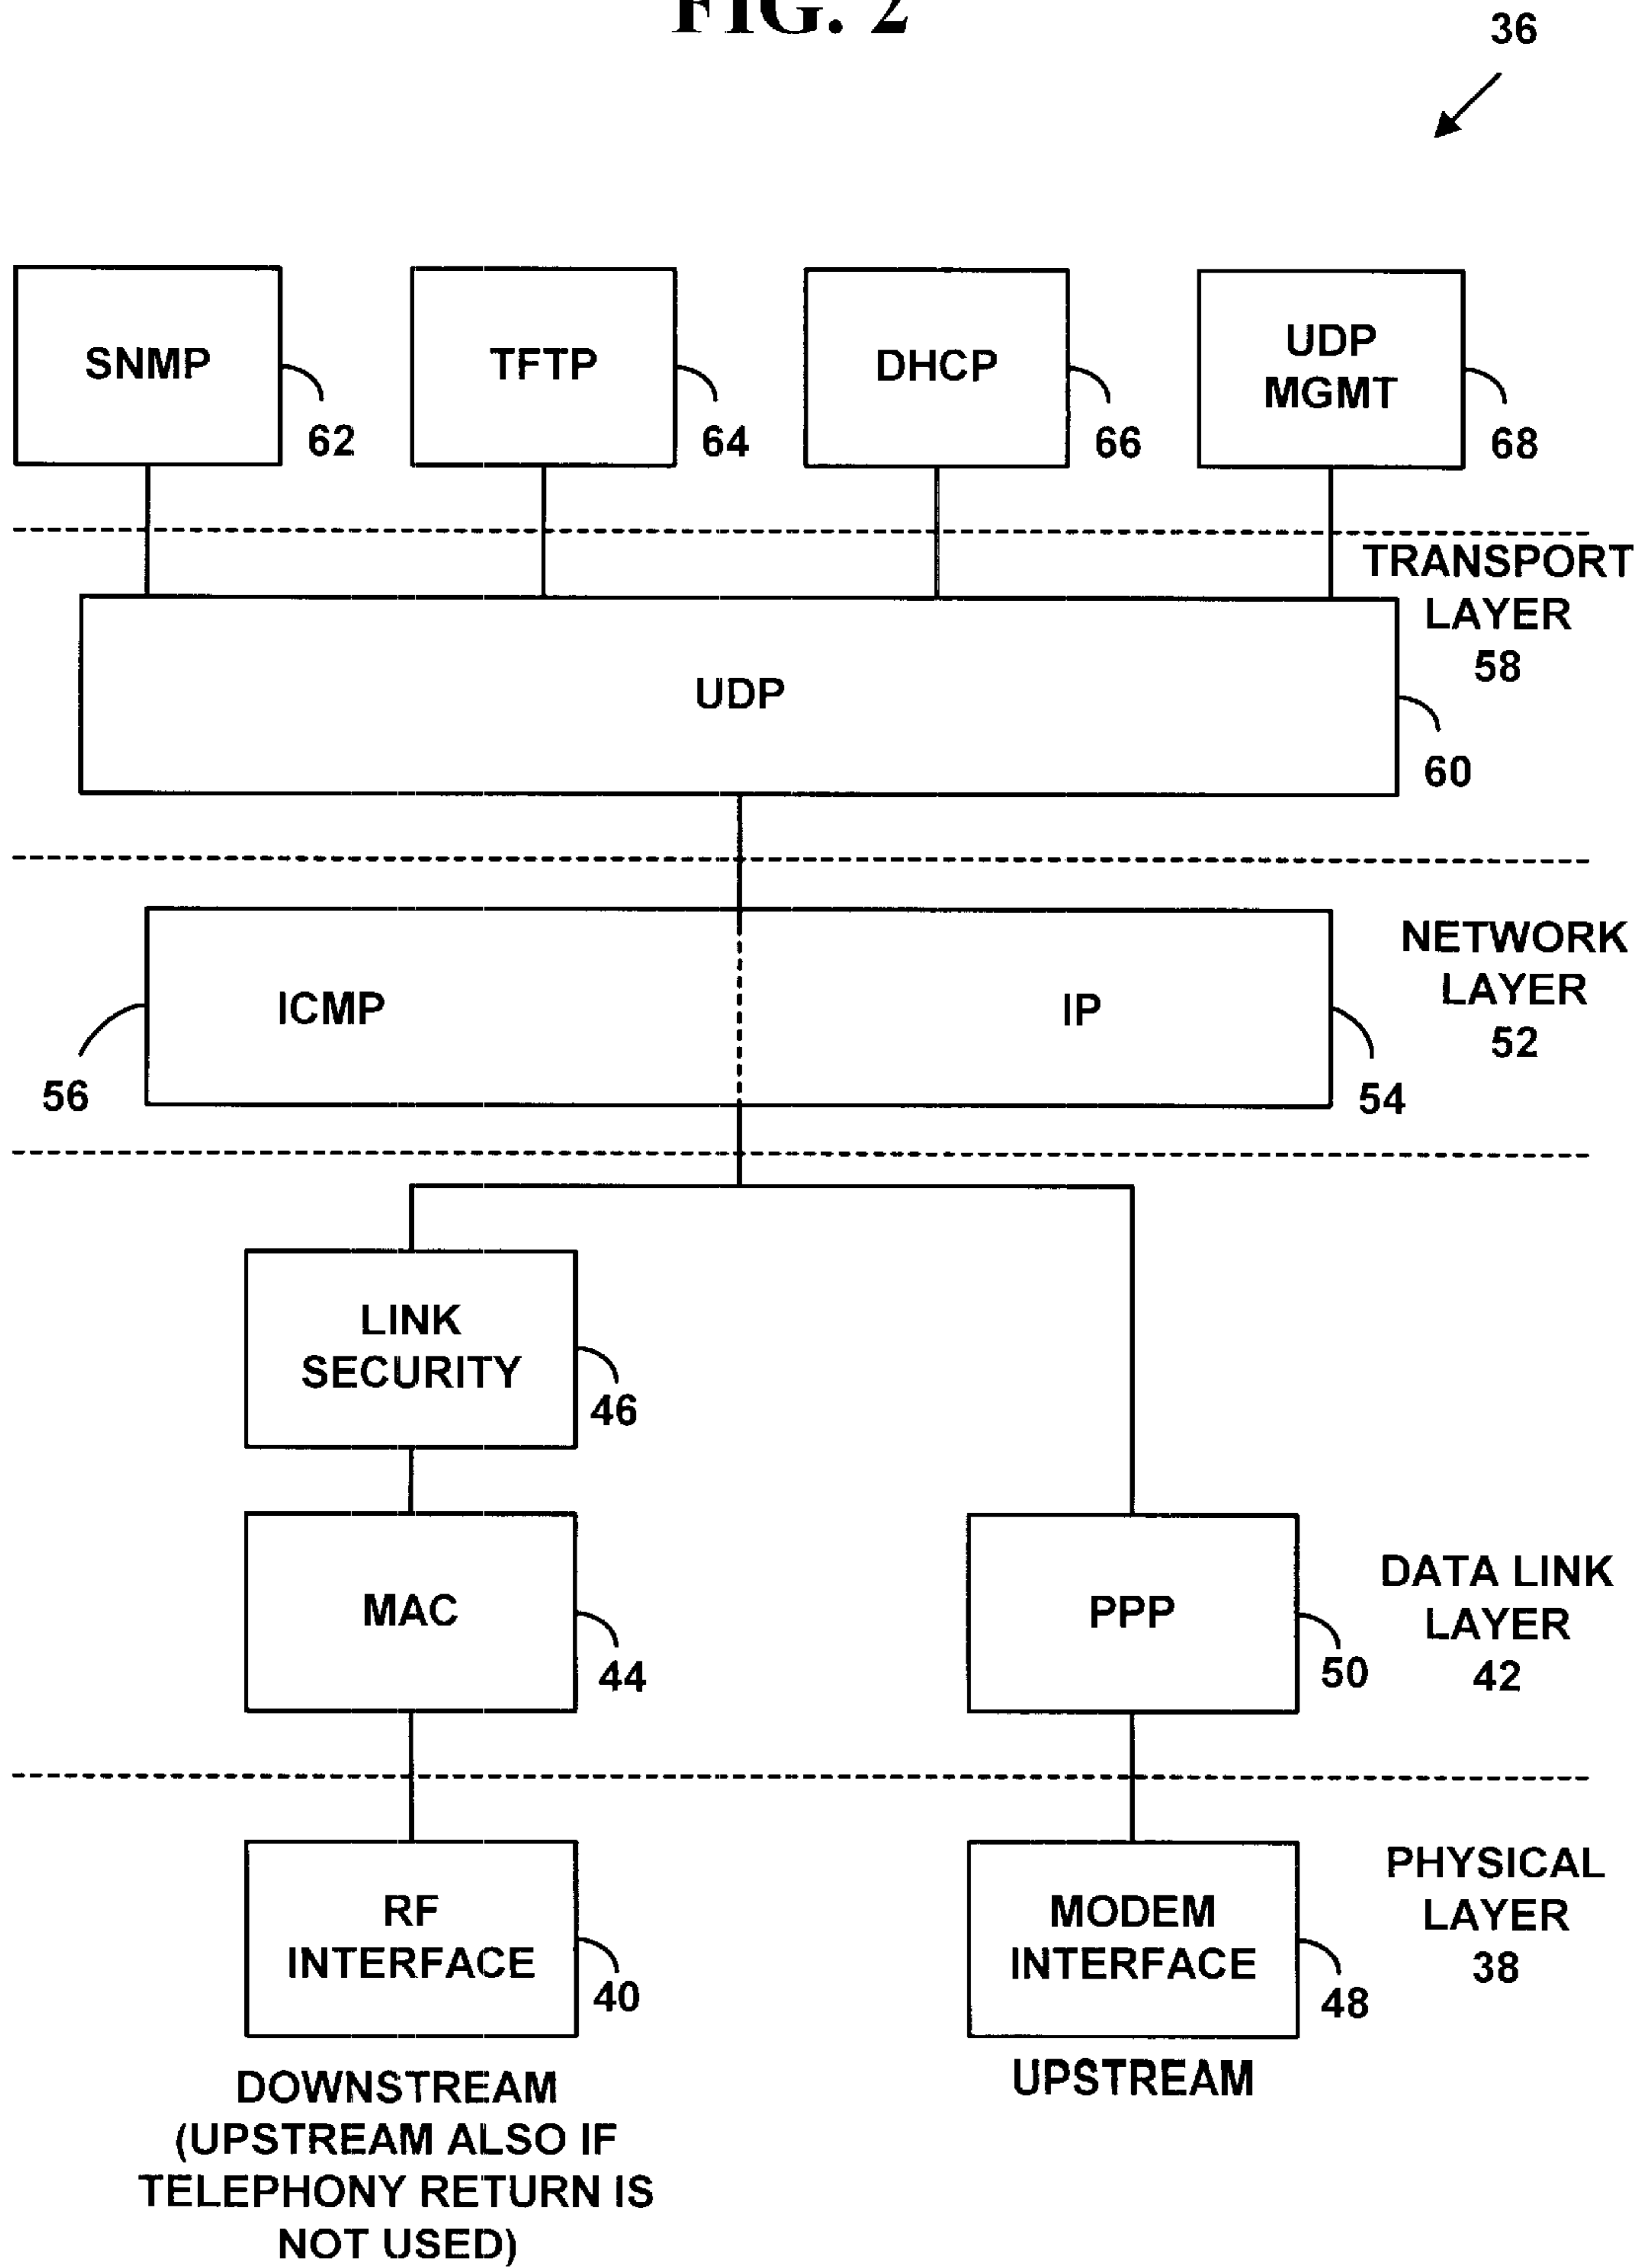 FIG. 2
36
SNMP
62
TFTP
64
DHCP
66
UDP
MGMT
68
TRANSPORT
LAYER
58
UDP
60
NETWORK
LAYER
52
ICMP
56
IP
54
LINK
SECURITY
46
MAC
44
PPP
50
DATA LINK
LAYER
42
RF
INTERFACE
40
MODEM
INTERFACE
48
PHYSICAL
LAYER
38
DOWNSTREAM
(UPSTREAM ALSO IF
TELEPHONY RETURN IS
NOT USED)
UPSTREAM